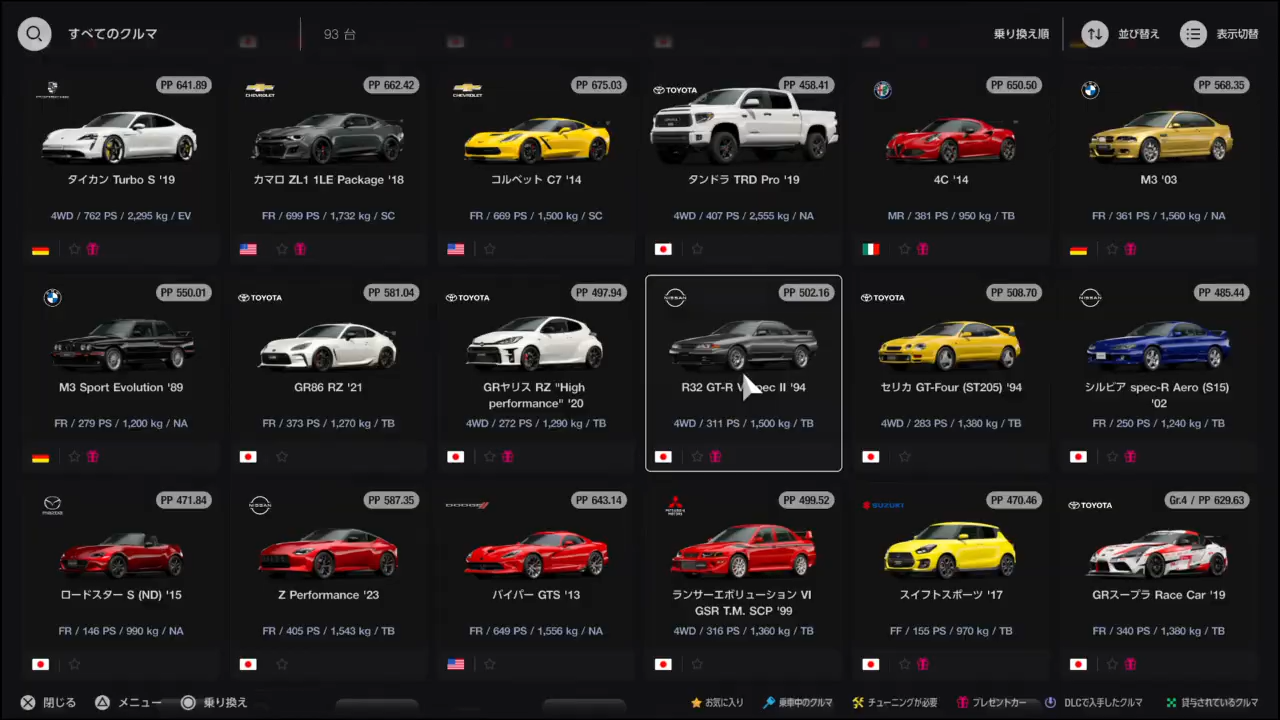 すべてのクルマ
93 台
乗り換え順
並び替え
表示切替
PORSCHE
PP 641.89
タイカン Turbo S '19
4WD / 762 PS / 2,295 kg / EV
CHEVROLET
PP 662.42
カマロ ZL1 1LE Package '18
FR / 699 PS / 1,732 kg / SC
CHEVROLET
PP 675.03
コルベット C7 '14
FR / 669 PS / 1,500 kg / SC
TOYOTA
PP 458.41
タンドラ TRD Pro '19
4WD / 407 PS / 2,555 kg / NA
PP 650.50
4C '14
MR / 381 PS / 950 kg / TB
PP 568.35
M3 '03
FR / 361 PS / 1,560 kg / NA
PP 550.01
M3 Sport Evolution '89
FR / 279 PS / 1,200 kg / NA
TOYOTA
PP 581.04
GR86 RZ '21
FR / 373 PS / 1,270 kg / TB
TOYOTA
PP 497.94
GRヤリス RZ "High
performance" '20
4WD / 272 PS / 1,290 kg / TB
NISSAN
PP 502.16
R32 GT-R II '94
4WD / 311 PS / 1,500 kg / TB
TOYOTA
PP 508.70
セリカ GT-Four (ST205) '94
4WD / 283 PS / 1,380 kg / TB
NISSAN
PP 485.44
シルビア spec-R Aero (S15)
'02
FR / 250 PS / 1,240 kg / TB
mazda
PP 471.84
ロードスター S (ND) '15
FR / 146 PS / 990 kg / NA
NISSAN
PP 587.35
Z Performance '23
FR / 405 PS / 1,543 kg / TB
DODGE
PP 643.14
バイパー GTS '13
FR / 649 PS / 1,556 kg / NA
MITSUBISHI
MOTORS
PP 499.52
ランサーエボリューション VI
GSR T.M. SCP '99
4WD / 316 PS / 1,360 kg / TB
SUZUKI
PP 470.46
スイフトスポーツ '17
FF / 155 PS / 970 kg / TB
TOYOTA
Gr.4 / PP 629.63
GRスープラ Race Car '19
FR / 340 PS / 1,380 kg / TB
閉じる
メニュー
乗り換え
お気に入り
乗車中のクルマ
チューニングが必要
プレゼントカー
DLCで入手したクルマ
貸与されているクルマ